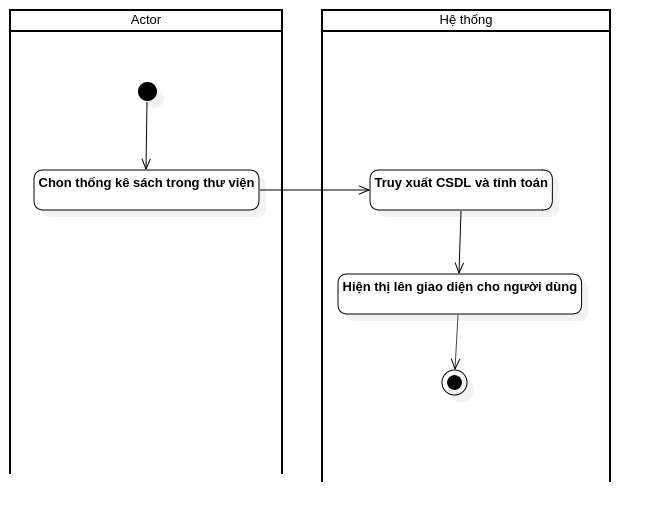 Actor
Hệ thống
Chon thống kê sách trong thư viện
Truy xuất CSDL và tính toán
Hiện thị lên giao diện cho người dùng